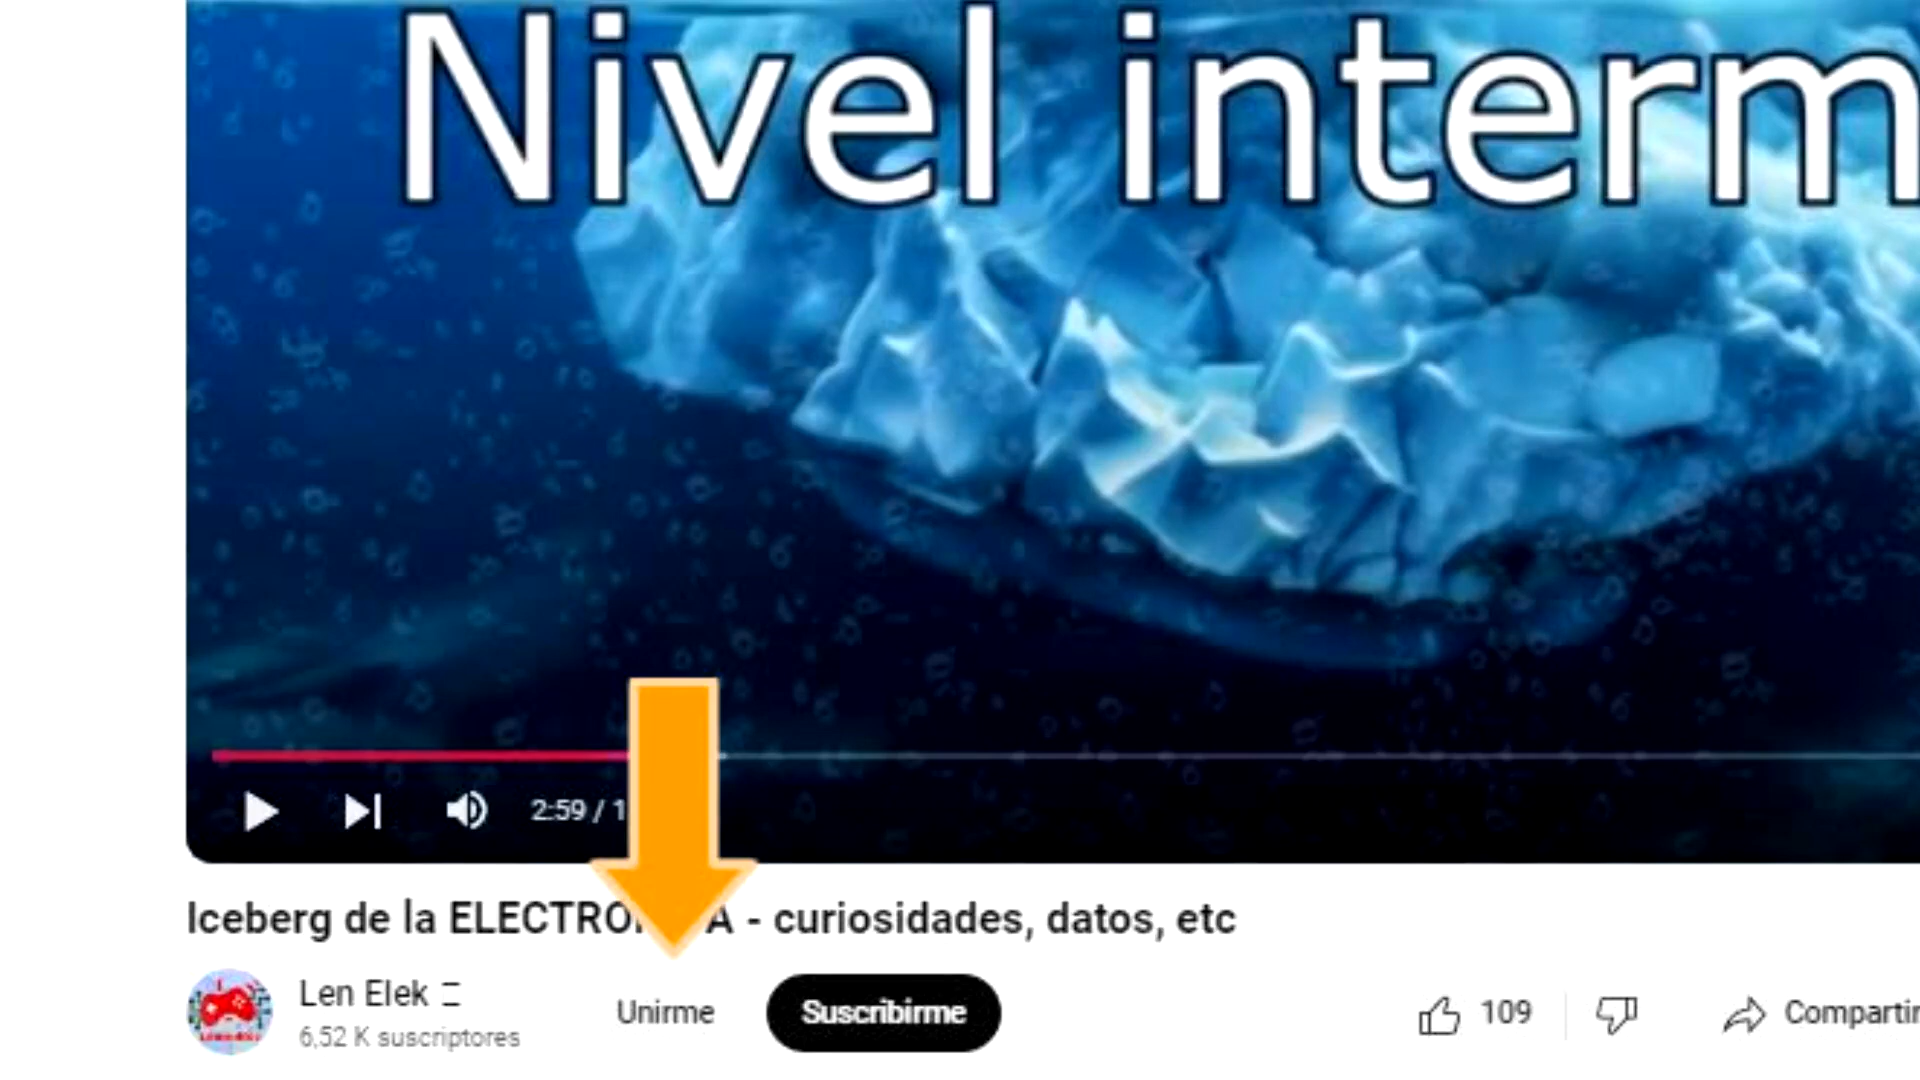 Nivel interm
2:59 / 1
Iceberg de la ELECTRO A - curiosidades, datos, etc
Len Elek
6,52 K suscriptores
Unirme
Suscribirme
109
Compartir